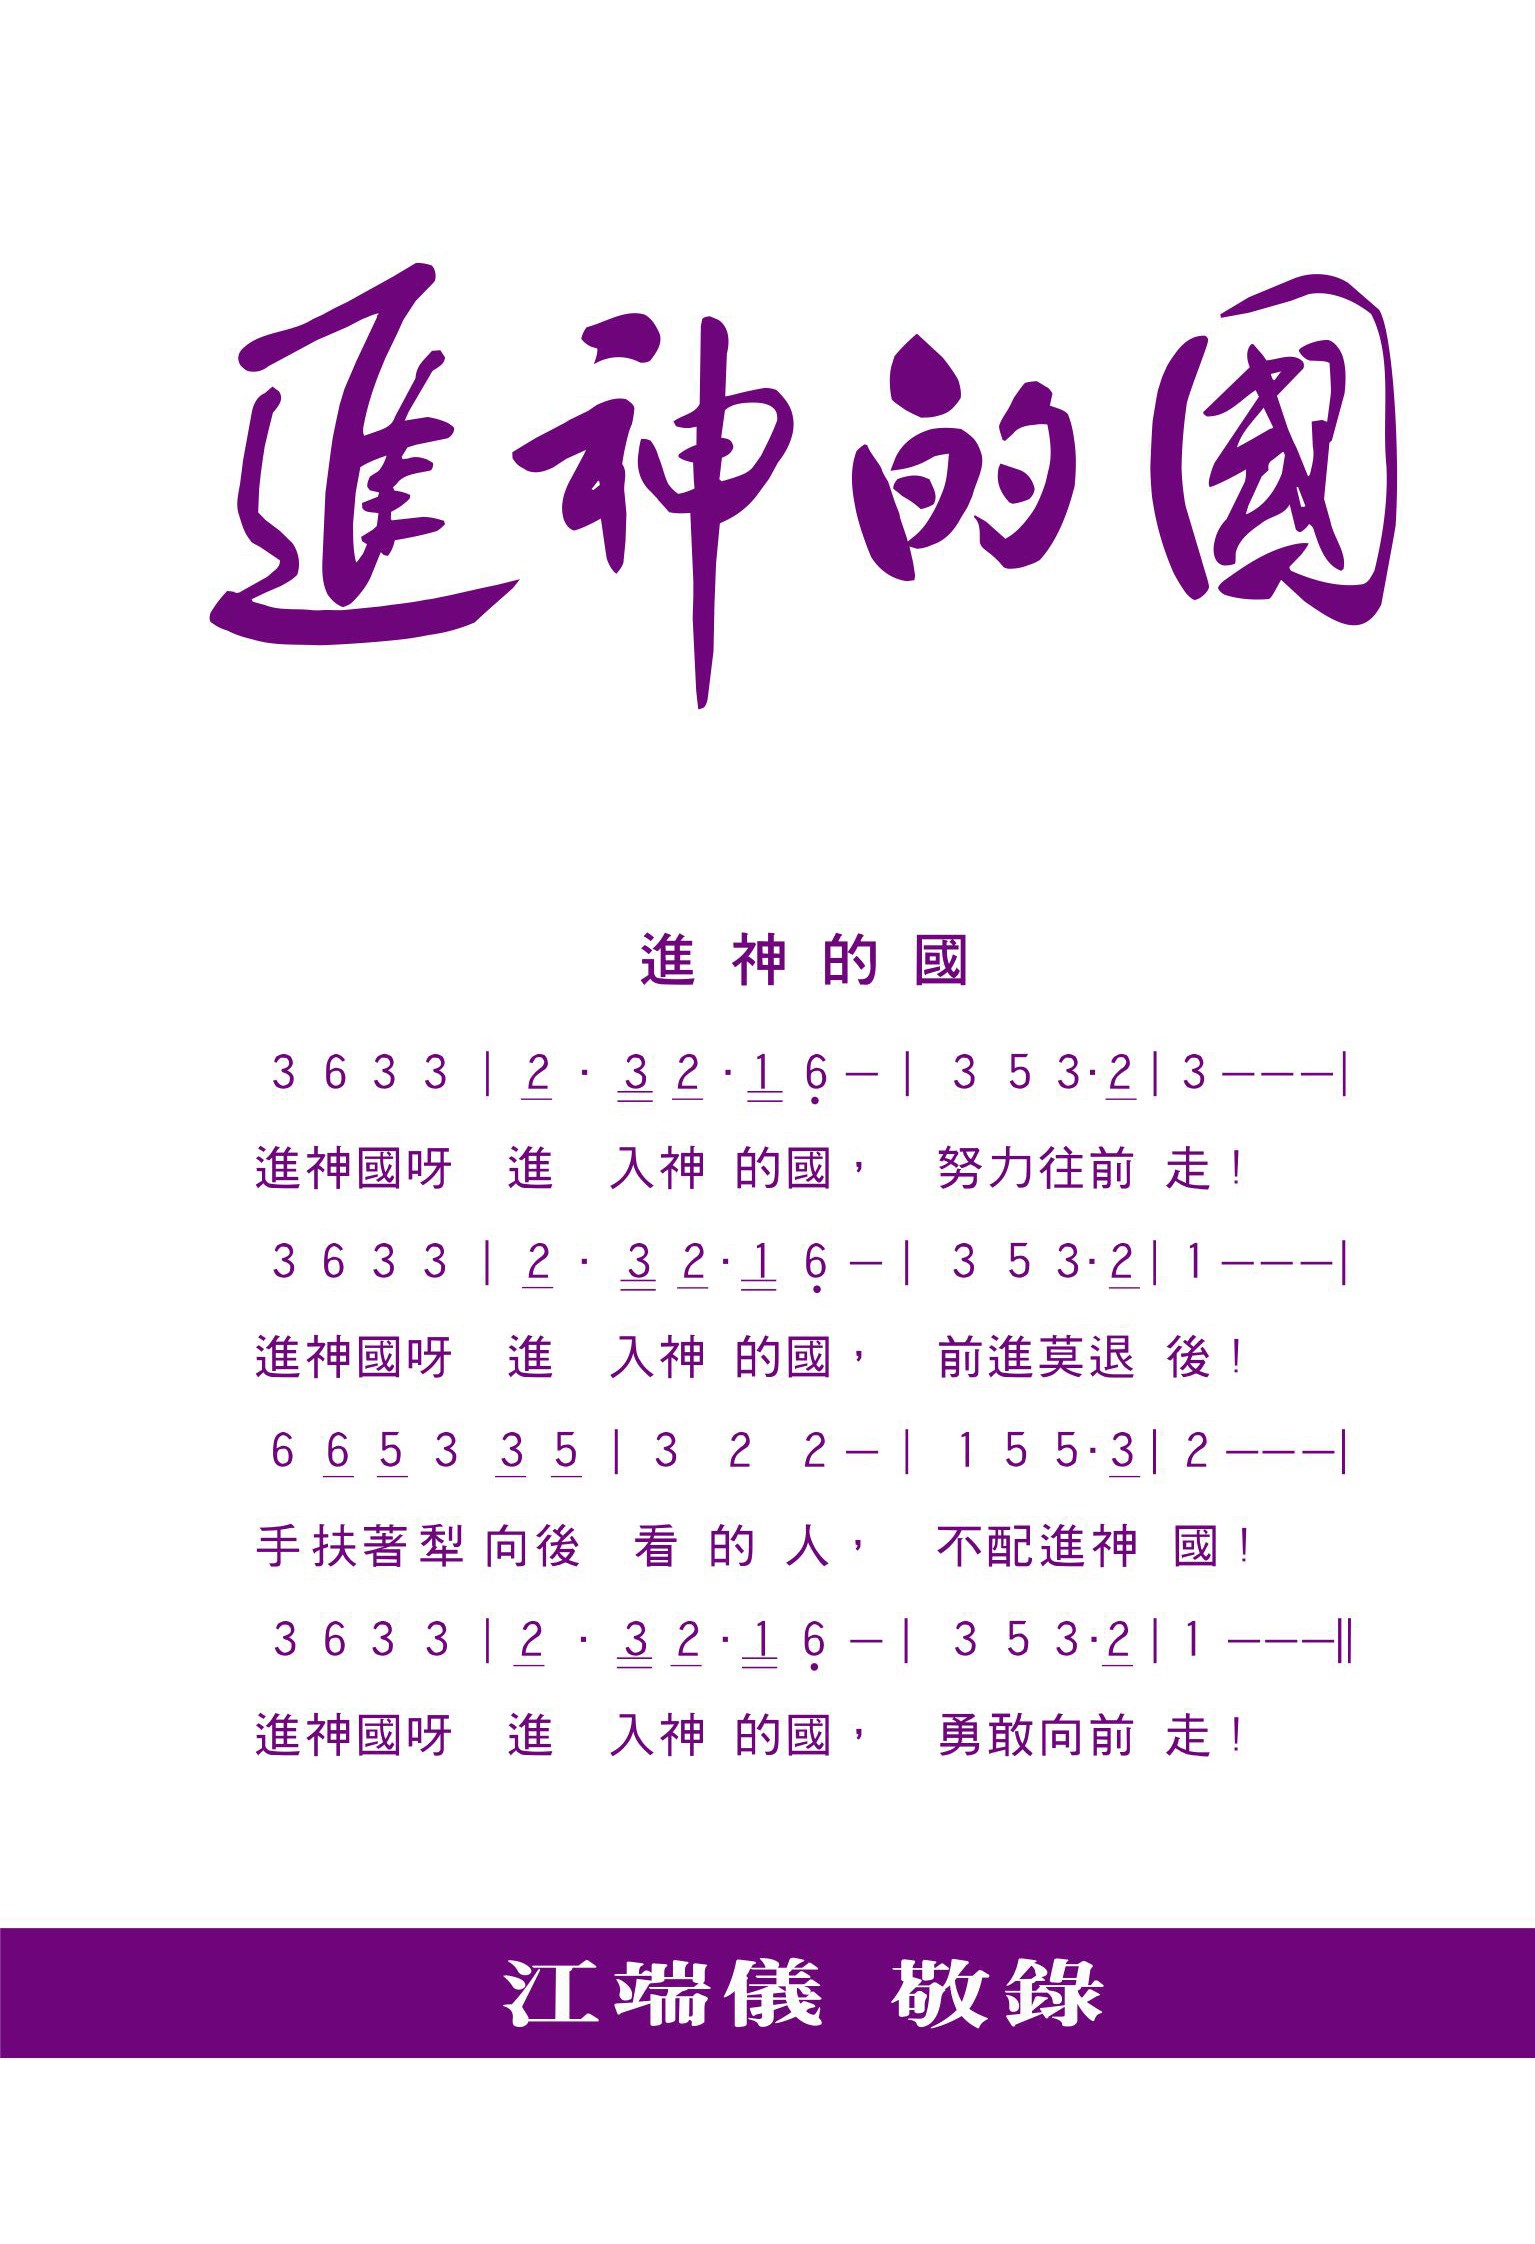 進神的國
進神的國
3 6 3 3 | 2 · 3 2 · 1 6 — | 3 5 3 · 2 | 3 — — — |
進神國呀 進 入神 的國， 努力往前 走！
3 6 3 3 | 2 · 3 2 · 1 6 — | 3 5 3 · 2 | 1 — — — |
進神國呀 進 入神 的國， 前進莫退 後！
6 6 5 3 3 5 | 3 2 2 — | 1 5 5 · 3 | 2 — — — |
手扶著犁 向後 看 的 人， 不配進神 國！
3 6 3 3 | 2 · 3 2 · 1 6 — | 3 5 3 · 2 | 1 — — — ||
進神國呀 進 入神 的國， 勇敢向前 走！
江端儀 敬錄